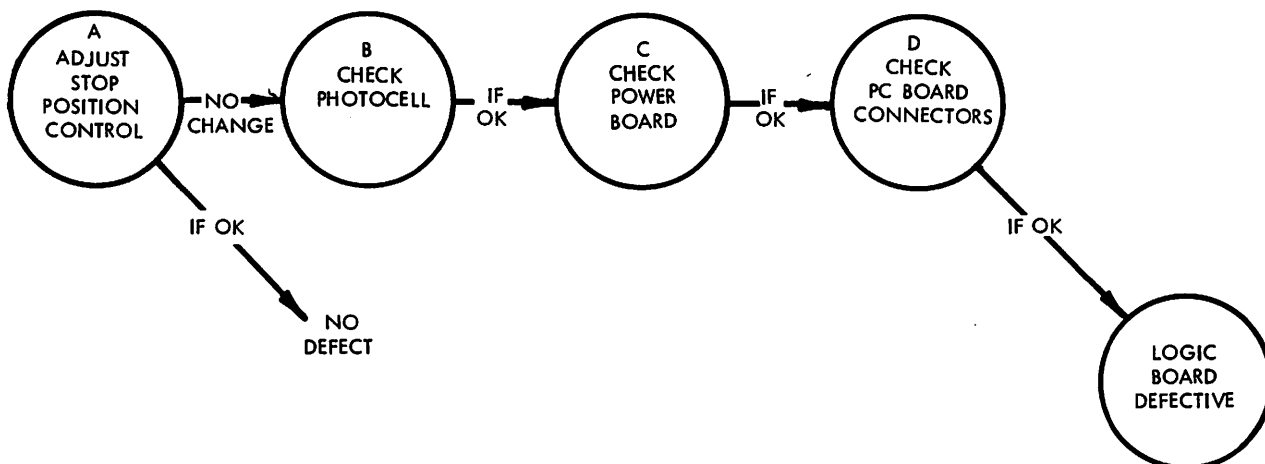 A
ADJUST
STOP
POSITION
CONTROL
NO
CHANGE
B
CHECK
PHOTOCELL
IF
OK
C
CHECK
POWER
BOARD
IF
OK
D
CHECK
PC BOARD
CONNECTORS
IF OK
NO
DEFECT
IF OK
LOGIC
BOARD
DEFECTIVE